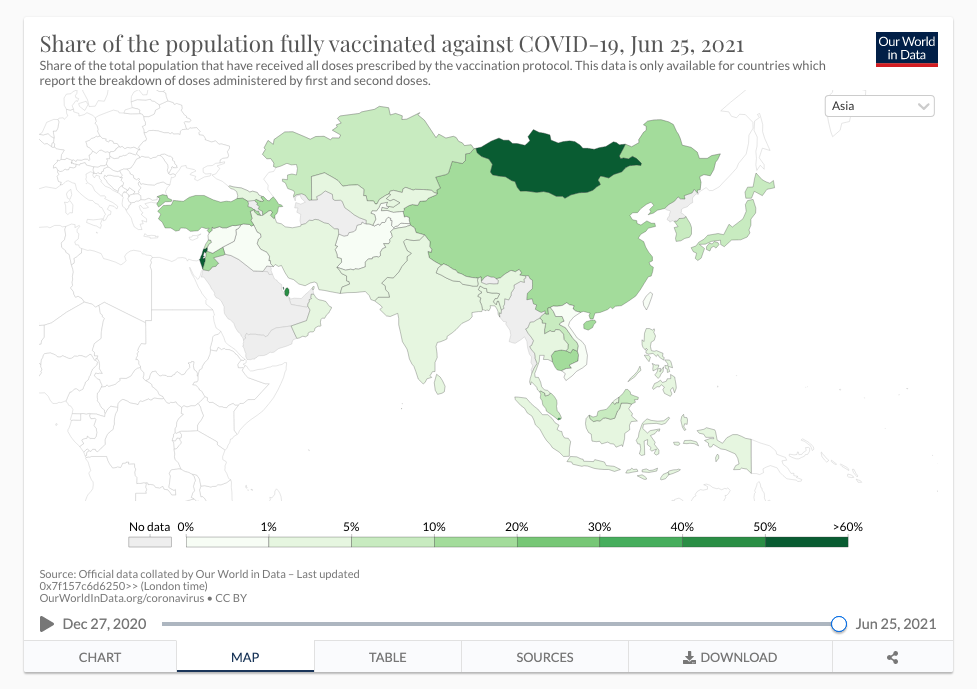 Share of the population fully vaccinated against COVID-19, Jun 25, 2021
Our World
in Data
Share of the total population that have received all doses prescribed by the vaccination protocol. This data is only available for countries which
report the breakdown of doses administered by first and second doses.
Asia
No data 0% 1% 5% 10% 20% 30% 40% 50% >60%
Source: Official data collated by Our World in Data – Last updated
0x7f157c6d6250>> (London time)
OurWorldInData.org/coronavirus • CC BY
Dec 27, 2020 Jun 25, 2021
CHART MAP TABLE SOURCES DOWNLOAD